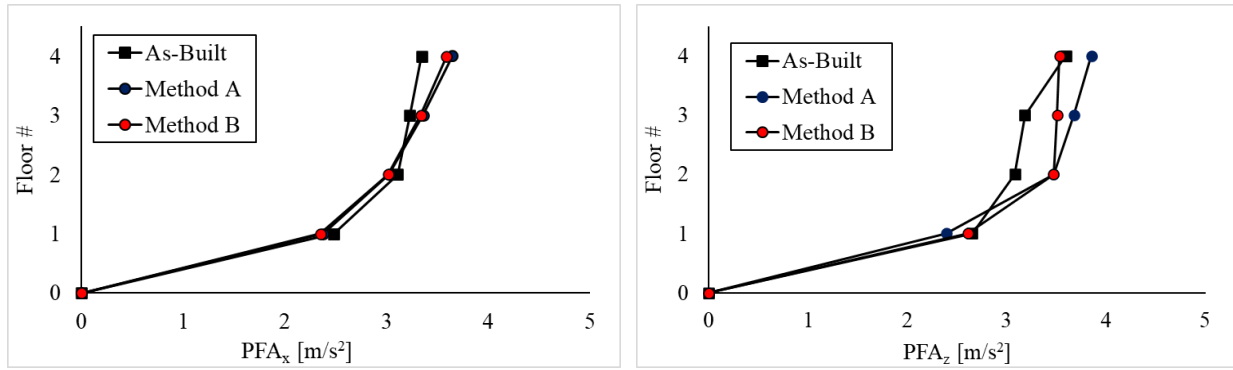 As-Built
Method A
Method B
Floor #
4
3
2
1
0
0 1 2 3 4 5
PFAx [m/s²]
As-Built
Method A
Method B
Floor #
4
3
2
1
0
0 1 2 3 4 5
PFAz [m/s²]